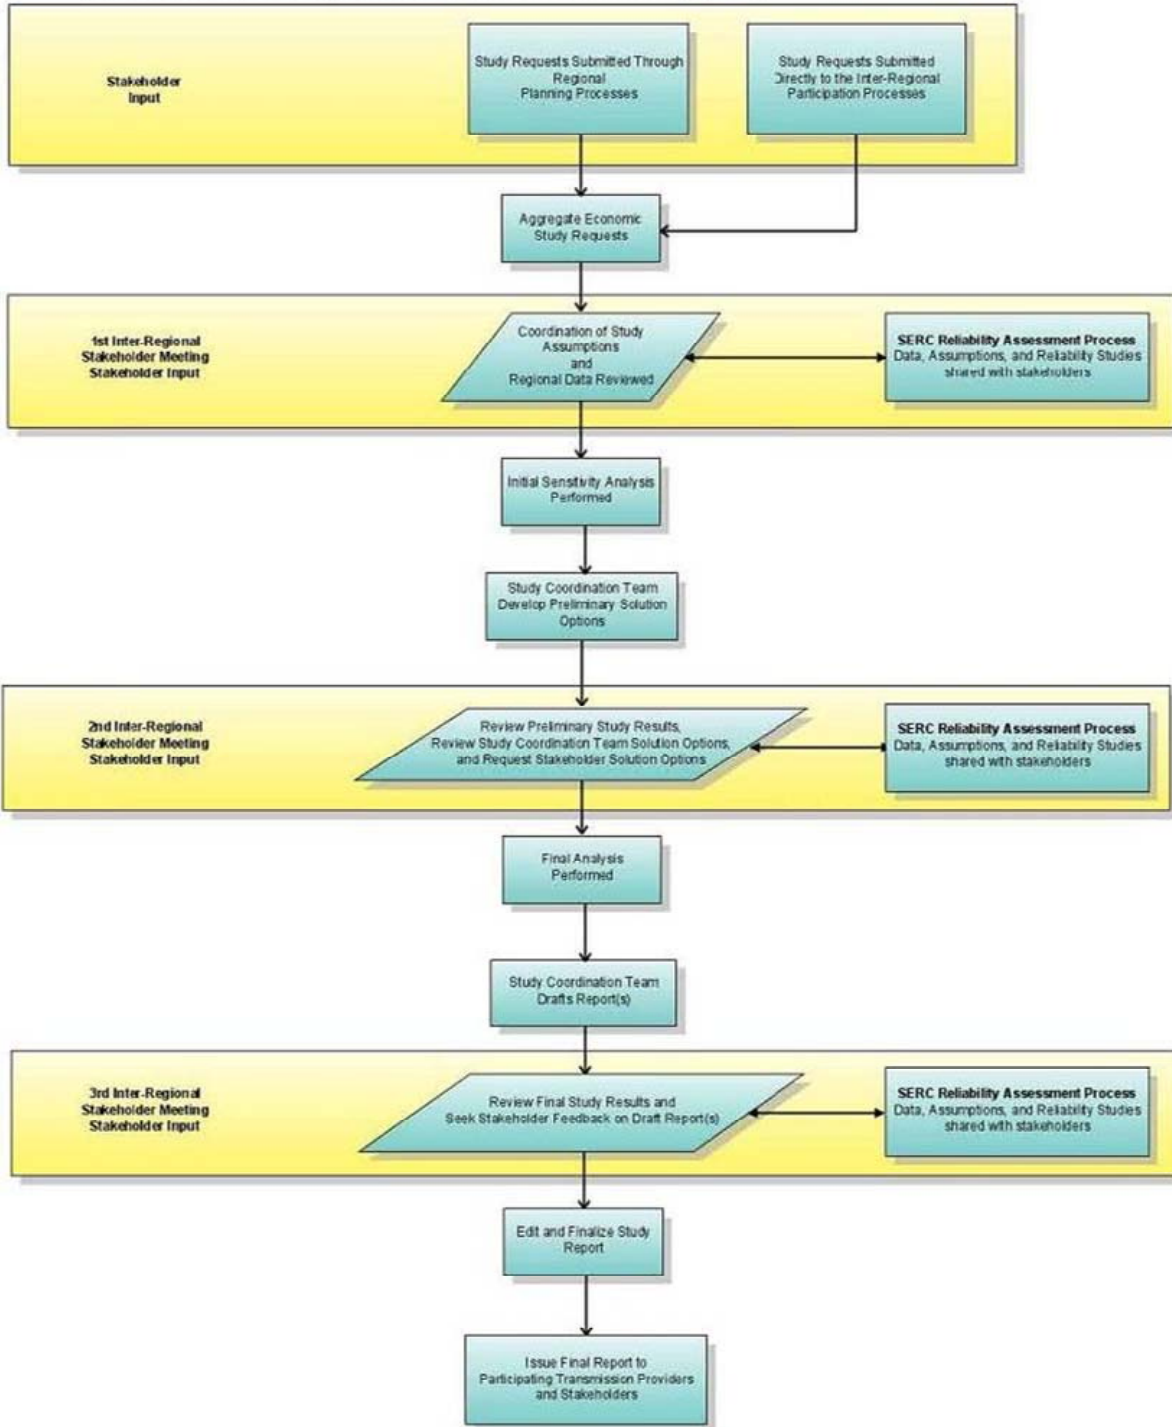 Stakeholder
Input
Study Requests Submitted Through
Regional
Planning Processes
Study Requests Submitted
Directly to the Inter-Regional
Participation Processes
Aggregate Economic
Study Requests
1st Inter-Regional
Stakeholder Meeting
Stakeholder Input
Coordination of Study
Assumptions
and
Regional Data Reviewed
SERC Reliability Assessment Process
Data, Assumptions, and Reliability Studies
shared with stakeholders
Initial Sensitivity Analysis
Performed
Study Coordination Team
Develop Preliminary Solution
Options
2nd Inter-Regional
Stakeholder Meeting
Stakeholder Input
Review Preliminary Study Results,
Review Study Coordination Team Solution Options,
and Request Stakeholder Solution Options
SERC Reliability Assessment Process
Data, Assumptions, and Reliability Studies
shared with stakeholders
Final Analysis
Performed
Study Coordination Team
Drafts Report(s)
3rd Inter-Regional
Stakeholder Meeting
Stakeholder Input
Review Final Study Results and
Seek Stakeholder Feedback on Draft Report(s)
SERC Reliability Assessment Process
Data, Assumptions, and Reliability Studies
shared with stakeholders
Edit and Finalize Study
Report
Issue Final Report to
Participating Transmission Providers
and Stakeholders